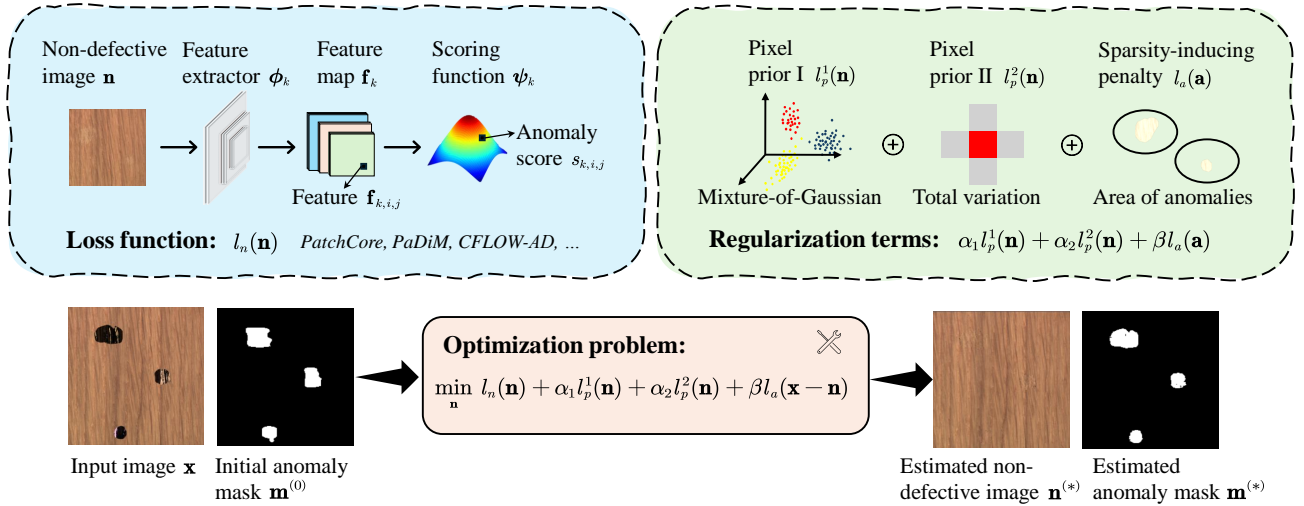 Non-defective
image n
Feature
extractor ϕ_k
Feature
map f_k
Scoring
function ψ_k
Anomaly
score s_{k,i,j}
Feature f_{k,i,j}
Loss function: l_n(n) PatchCore, PaDiM, CFLOW-AD, ...
Pixel
prior I l_p^1(n)
Pixel
prior II l_p^2(n)
Sparsity-inducing
penalty l_a(a)
Mixture-of-Gaussian
Total variation
Area of anomalies
Regularization terms: α_1 l_p^1(n) + α_2 l_p^2(n) + β l_a(a)
Optimization problem:
min_n l_n(n) + α_1 l_p^1(n) + α_2 l_p^2(n) + β l_a(x − n)
Input image x
Initial anomaly
mask m^{(0)}
Estimated non-
defective image n^{(*)}
Estimated
anomaly mask m^{(*)}